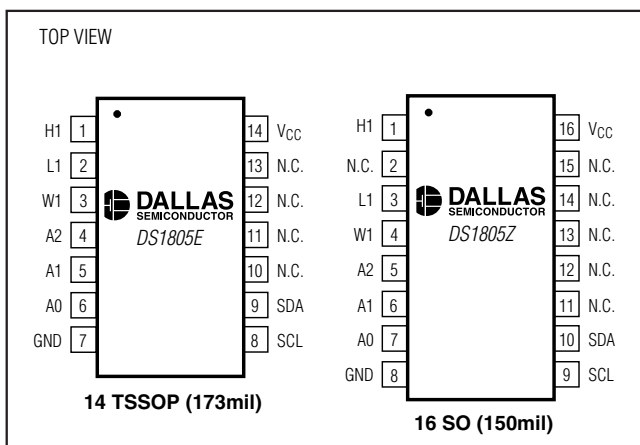 TOP VIEW
H1 1 14 VCC
L1 2 13 N.C.
W1 3 12 N.C.
A2 4 11 N.C.
A1 5 10 N.C.
A0 6 9 SDA
GND 7 8 SCL
DALLAS
SEMICONDUCTOR
DS1805E
14 TSSOP (173mil)
H1 1 16 VCC
N.C. 2 15 N.C.
L1 3 14 N.C.
W1 4 13 N.C.
A2 5 12 N.C.
A1 6 11 N.C.
A0 7 10 SDA
GND 8 9 SCL
DALLAS
SEMICONDUCTOR
DS1805Z
16 SO (150mil)